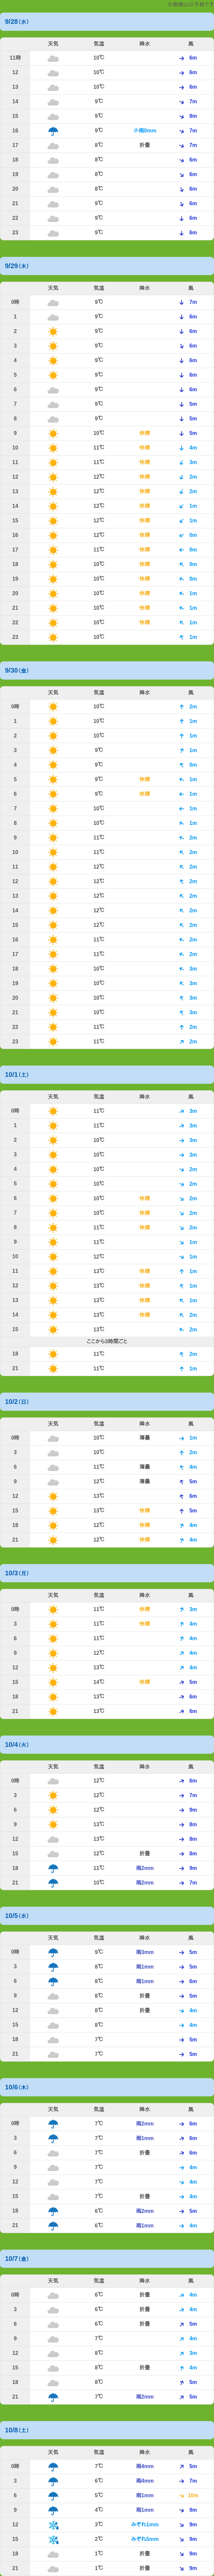 9/28（水）
天気 気温 降水 風
11時 10℃ 6m
12 10℃ 6m
13 10℃ 6m
14 9℃ 7m
15 9℃ 8m
16 9℃ 小雨0mm 7m
17 8℃ 折畳 7m
18 8℃ 6m
19 8℃ 6m
20 8℃ 6m
21 9℃ 6m
22 9℃ 6m
23 9℃ 6m
9/29（木）
天気 気温 降水 風
0時 9℃ 7m
1 9℃ 6m
2 9℃ 6m
3 9℃ 6m
4 9℃ 6m
5 9℃ 6m
6 9℃ 6m
7 9℃ 5m
8 9℃ 5m
9 10℃ 快晴 5m
10 11℃ 快晴 4m
11 11℃ 快晴 3m
12 12℃ 快晴 2m
13 12℃ 快晴 2m
14 12℃ 快晴 1m
15 12℃ 快晴 1m
16 12℃ 快晴 0m
17 11℃ 快晴 0m
18 10℃ 快晴 0m
19 10℃ 快晴 0m
20 10℃ 快晴 1m
21 10℃ 快晴 1m
22 10℃ 快晴 1m
23 10℃ 1m
9/30（金）
天気 気温 降水 風
0時 10℃ 2m
1 10℃ 1m
2 10℃ 1m
3 9℃ 1m
4 9℃ 0m
5 9℃ 快晴 1m
6 9℃ 快晴 1m
7 10℃ 1m
8 10℃ 1m
9 11℃ 2m
10 11℃ 2m
11 12℃ 2m
12 12℃ 2m
13 12℃ 2m
14 12℃ 2m
15 12℃ 2m
16 11℃ 2m
17 11℃ 2m
18 10℃ 3m
19 10℃ 3m
20 10℃ 3m
21 10℃ 3m
22 11℃ 2m
23 11℃ 2m
10/1（土）
天気 気温 降水 風
0時 11℃ 3m
1 11℃ 3m
2 10℃ 3m
3 10℃ 3m
4 10℃ 2m
5 10℃ 2m
6 10℃ 快晴 2m
7 10℃ 快晴 2m
8 11℃ 快晴 2m
9 11℃ 1m
10 12℃ 1m
11 13℃ 快晴 1m
12 13℃ 快晴 1m
13 13℃ 快晴 1m
14 13℃ 快晴 2m
15 13℃ 2m
ここから3時間ごと
18 11℃ 2m
21 11℃ 1m
10/2（日）
天気 気温 降水 風
0時 10℃ 薄曇 1m
3 10℃ 2m
6 11℃ 薄曇 4m
9 12℃ 薄曇 5m
12 13℃ 6m
15 13℃ 快晴 5m
18 12℃ 快晴 4m
21 12℃ 快晴 4m
10/3（月）
天気 気温 降水 風
0時 11℃ 快晴 3m
3 11℃ 快晴 4m
6 11℃ 4m
9 12℃ 4m
12 13℃ 4m
15 14℃ 快晴 5m
18 13℃ 6m
21 13℃ 6m
10/4（火）
天気 気温 降水 風
0時 12℃ 6m
3 12℃ 7m
6 12℃ 9m
9 13℃ 8m
12 13℃ 8m
15 12℃ 折畳 8m
18 11℃ 雨2mm 9m
21 10℃ 雨2mm 7m
10/5（水）
天気 気温 降水 風
0時 9℃ 雨3mm 5m
3 8℃ 雨1mm 5m
6 8℃ 雨1mm 6m
9 8℃ 折畳 5m
12 8℃ 折畳 4m
15 8℃ 4m
18 7℃ 5m
21 7℃ 5m
10/6（木）
天気 気温 降水 風
0時 7℃ 雨2mm 6m
3 7℃ 雨1mm 6m
6 7℃ 折畳 6m
9 7℃ 4m
12 7℃ 4m
15 7℃ 折畳 4m
18 6℃ 雨2mm 5m
21 6℃ 雨1mm 4m
10/7（金）
天気 気温 降水 風
0時 6℃ 折畳 4m
3 6℃ 折畳 4m
6 6℃ 折畳 5m
9 7℃ 4m
12 8℃ 3m
15 8℃ 折畳 4m
18 8℃ 5m
21 7℃ 雨2mm 5m
10/8（土）
天気 気温 降水 風
0時 7℃ 雨4mm 5m
3 6℃ 雨4mm 7m
6 5℃ 雨1mm 10m
9 4℃ 雨1mm 9m
12 3℃ みぞれ1mm 9m
15 2℃ みぞれ5mm 9m
18 1℃ 折畳 9m
21 1℃ 折畳 9m